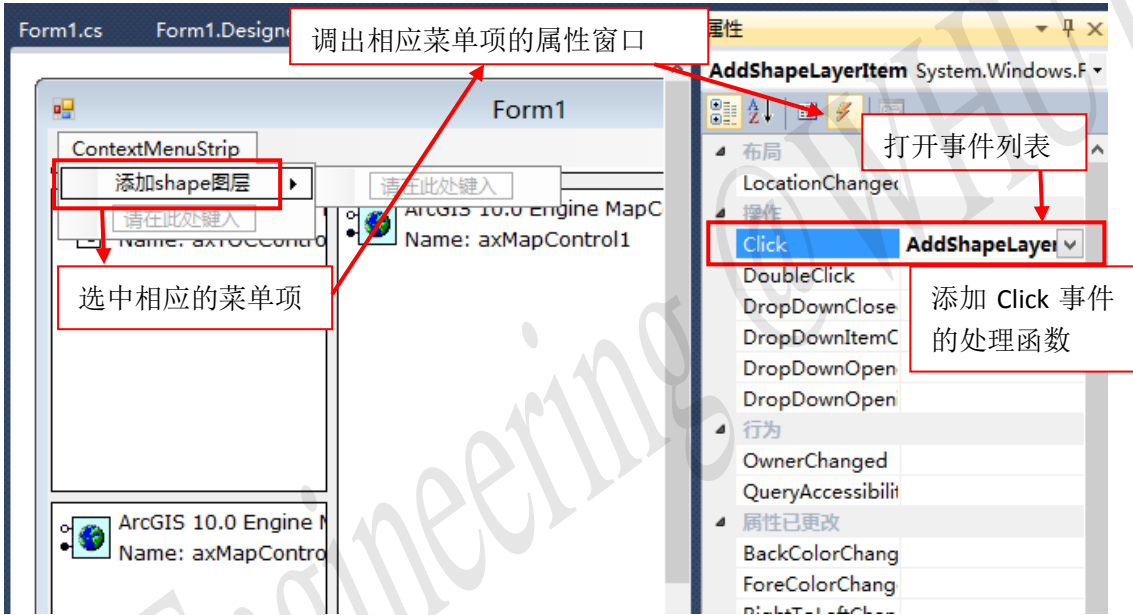 Form1.cs
Form1.Designe
调出相应菜单项的属性窗口
属性
AddShapeLayerItem System.Windows.F
Form1
ContextMenuStrip
添加shape图层
请在此处键入
请在此处键入
ArcGIS 10.0 Engine MapC
Name: axTOCContro
Name: axMapControl1
选中相应的菜单项
打开事件列表
布局
LocationChanged
操作
Click AddShapeLayer
DoubleClick
DropDownClose
DropDownItemC
DropDownOpen
DropDownOpeni
添加 Click 事件
的处理函数
行为
OwnerChanged
QueryAccessibilit
属性已更改
BackColorChang
ForeColorChang
ArcGIS 10.0 Engine M
Name: axMapContro
Engineering @WHU